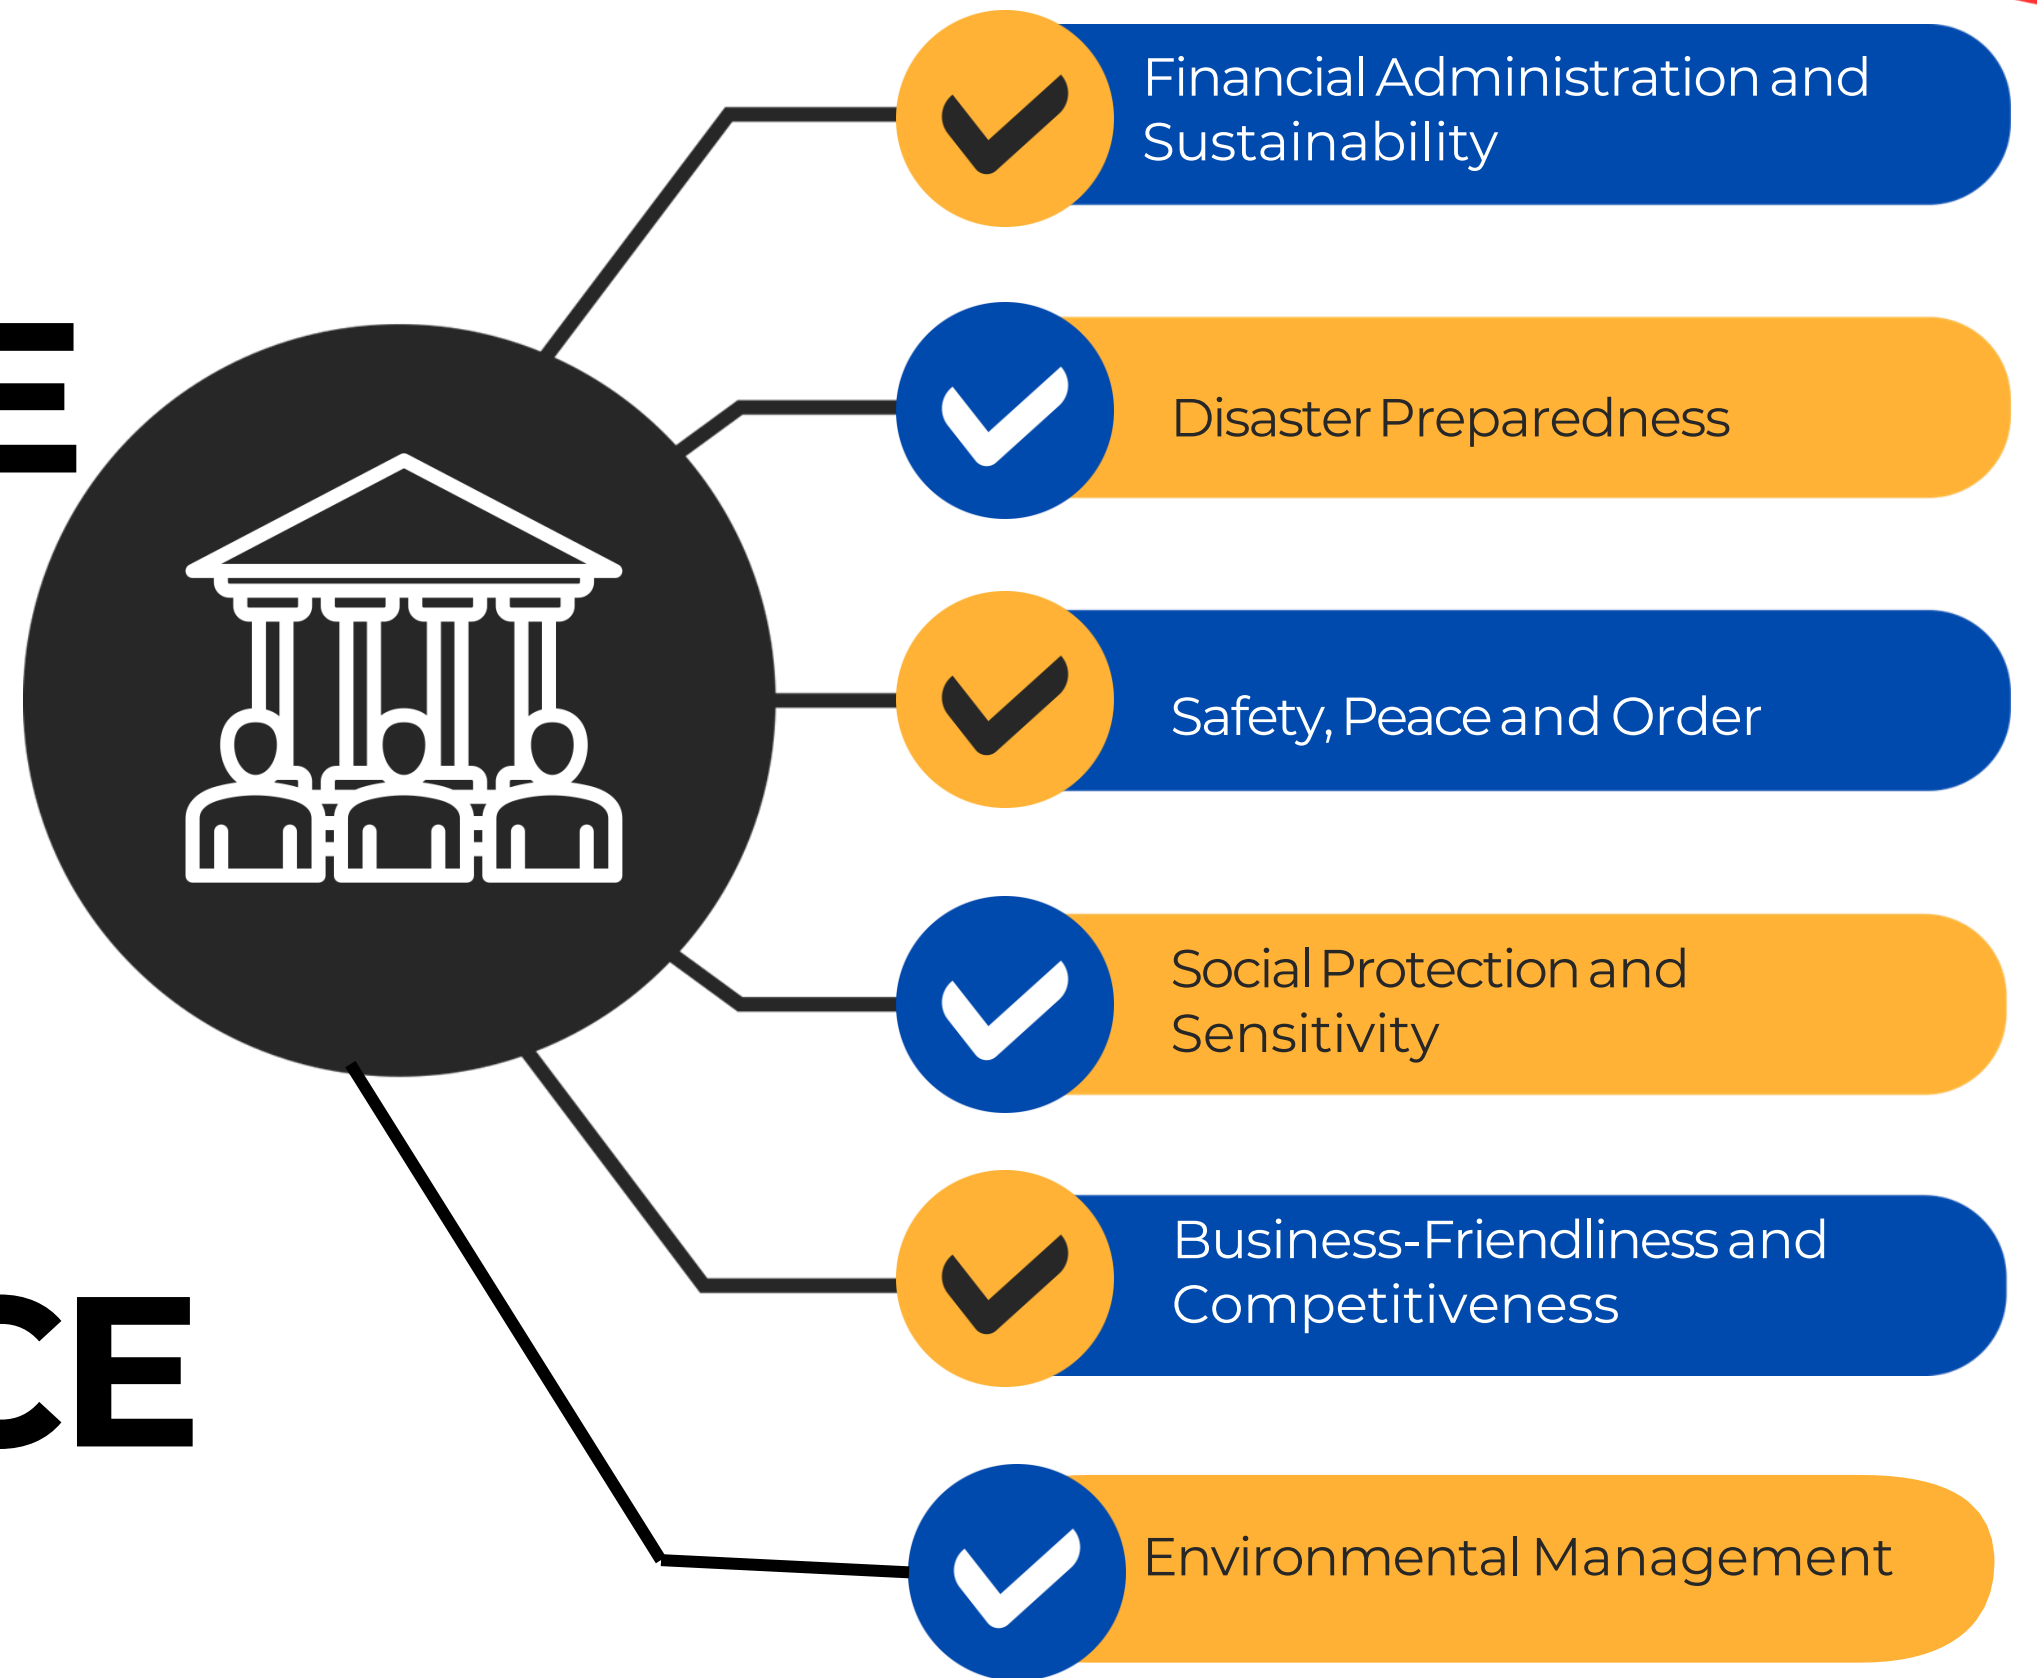 Financial Administration and
Sustainability
E
Disaster Preparedness
Safety, Peace and Order
Social Protection and
Sensitivity
Business-Friendliness and
Competitiveness
CE
Environmental Management